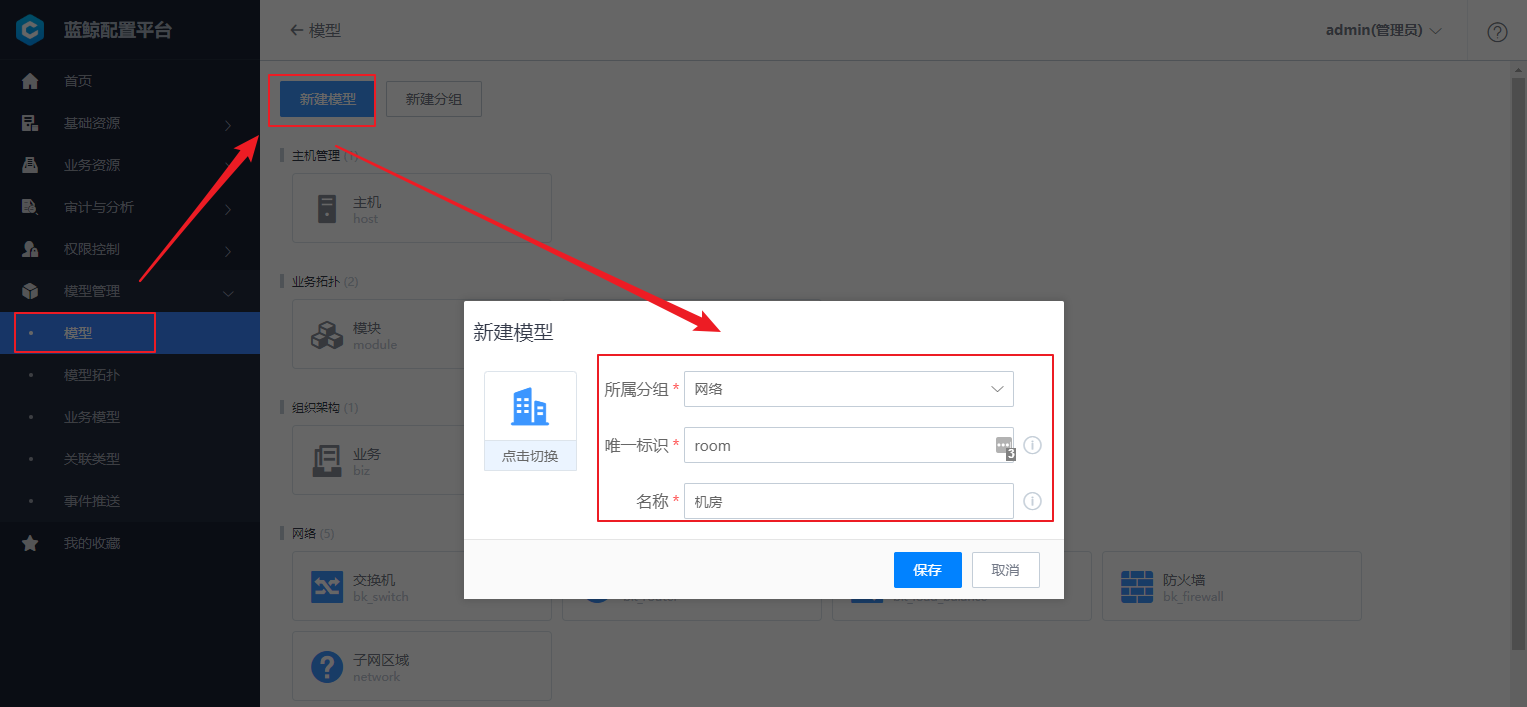 蓝鲸配置平台
首页
基础资源
业务资源
审计与分析
权限控制
模型管理
模型
模型拓扑
业务模型
关联类型
事件推送
我的收藏
模型
admin(管理员)
新建模型
新建分组
主机管理 (1)
主机
host
业务拓扑 (2)
模块
module
组织架构 (1)
业务
biz
网络 (5)
交换机
bk_switch
防火墙
bk_firewall
子网区域
network
新建模型
点击切换
所属分组 * 网络
唯一标识 * room
3
名称 * 机房
保存
取消